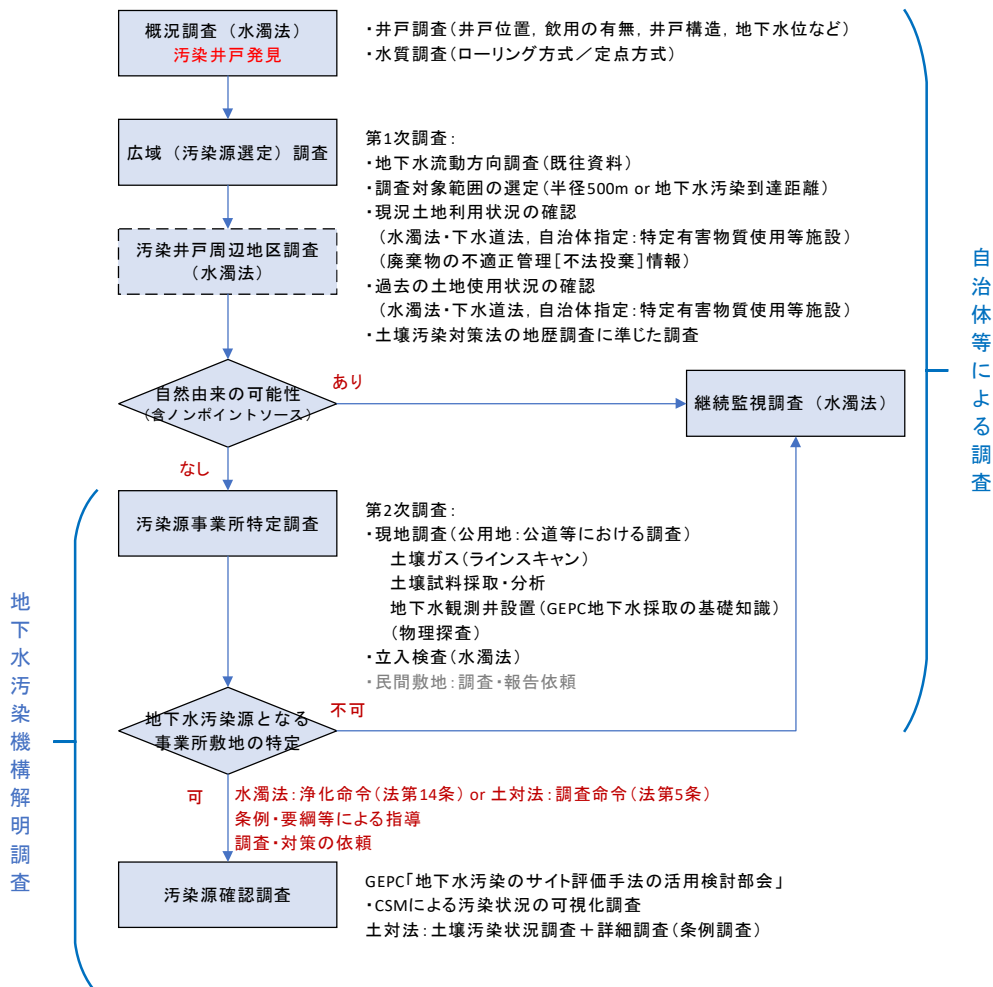 概況調査（水濁法）
汚染井戸発見
・井戸調査(井戸位置, 飲用の有無, 井戸構造, 地下水位など)
・水質調査(ローリング方式／定点方式)
広域（汚染源選定）調査
第1次調査:
・地下水流動方向調査(既往資料)
・調査対象範囲の選定(半径500m or 地下水汚染到達距離)
・現況土地利用状況の確認
(水濁法・下水道法, 自治体指定:特定有害物質使用等施設)
(廃棄物の不適正管理[不法投棄]情報)
・過去の土地使用状況の確認
(水濁法・下水道法, 自治体指定:特定有害物質使用等施設)
・土壌汚染対策法の地歴調査に準じた調査
汚染井戸周辺地区調査
（水濁法）
自然由来の可能性
（含ノンポイントソース）
あり
なし
継続監視調査（水濁法）
自治体等による調査
汚染源事業所特定調査
第2次調査:
・現地調査(公用地:公道等における調査)
土壌ガス(ラインスキャン)
土壌試料採取・分析
地下水観測井設置(GEPC地下水採取の基礎知識)
(物理探査)
・立入検査(水濁法)
・民間敷地:調査・報告依頼
地下水汚染源となる
事業所敷地の特定
不可
可
水濁法:浄化命令(法第14条) or 土対法:調査命令(法第5条)
条例・要綱等による指導
調査・対策の依頼
地下水汚染機構解明調査
汚染源確認調査
GEPC「地下水汚染のサイト評価手法の活用検討部会」
・CSMによる汚染状況の可視化調査
土対法:土壌汚染状況調査＋詳細調査(条例調査)